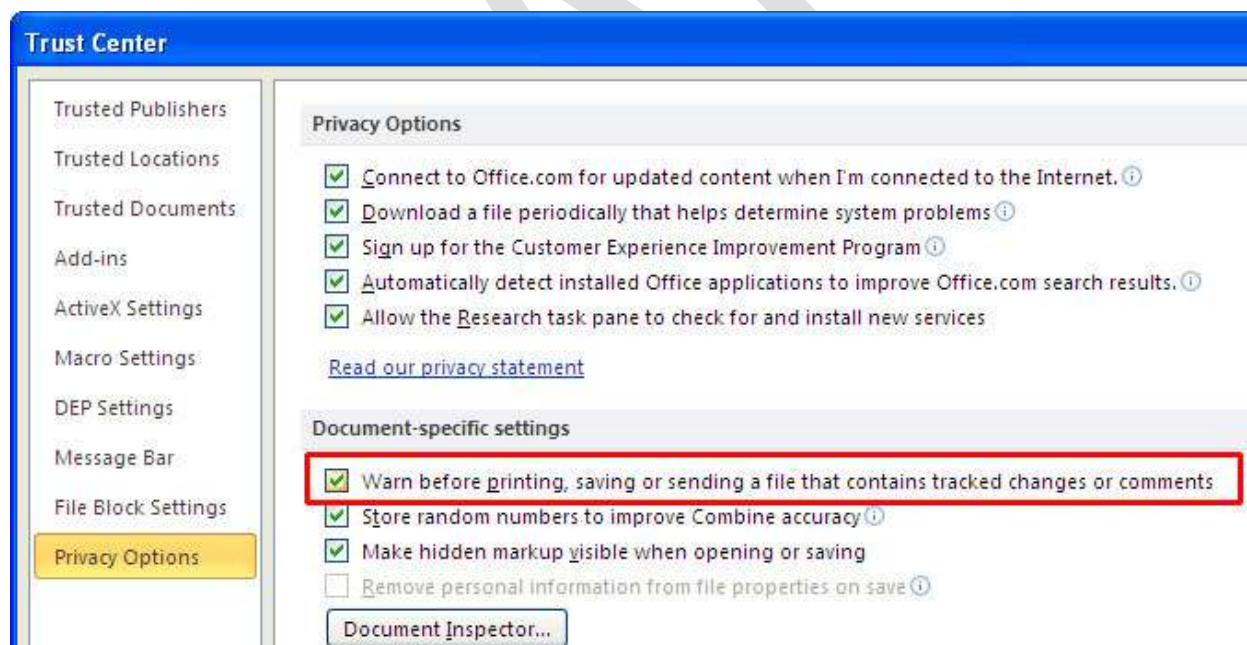 Trust Center
Trusted Publishers
Trusted Locations
Trusted Documents
Add-ins
ActiveX Settings
Macro Settings
DEP Settings
Message Bar
File Block Settings
Privacy Options
Privacy Options
Connect to Office.com for updated content when I'm connected to the Internet.
Download a file periodically that helps determine system problems
Sign up for the Customer Experience Improvement Program
Automatically detect installed Office applications to improve Office.com search results.
Allow the Research task pane to check for and install new services
Read our privacy statement
Document-specific settings
Warn before printing, saving or sending a file that contains tracked changes or comments
Store random numbers to improve Combine accuracy
Make hidden markup visible when opening or saving
Remove personal information from file properties on save
Document Inspector...